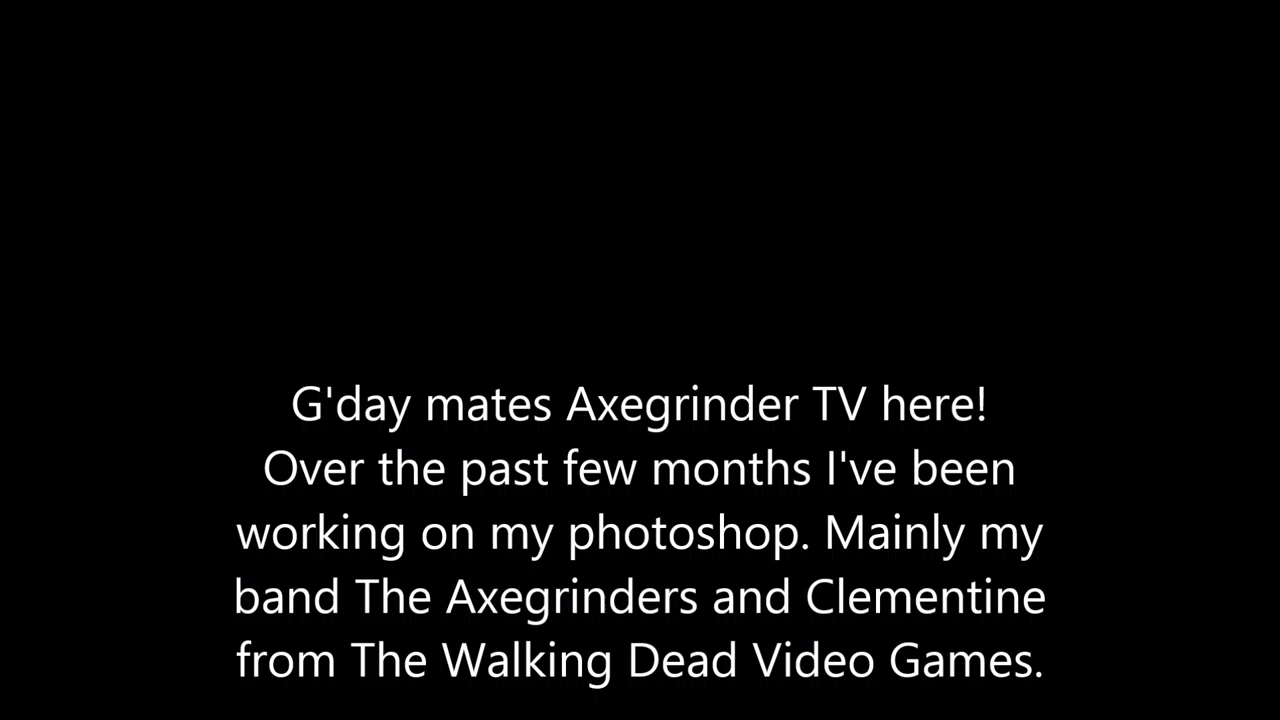 G'day mates Axegrinder TV here!
Over the past few months I've been
working on my photoshop. Mainly my
band The Axegrinders and Clementine
from The Walking Dead Video Games.